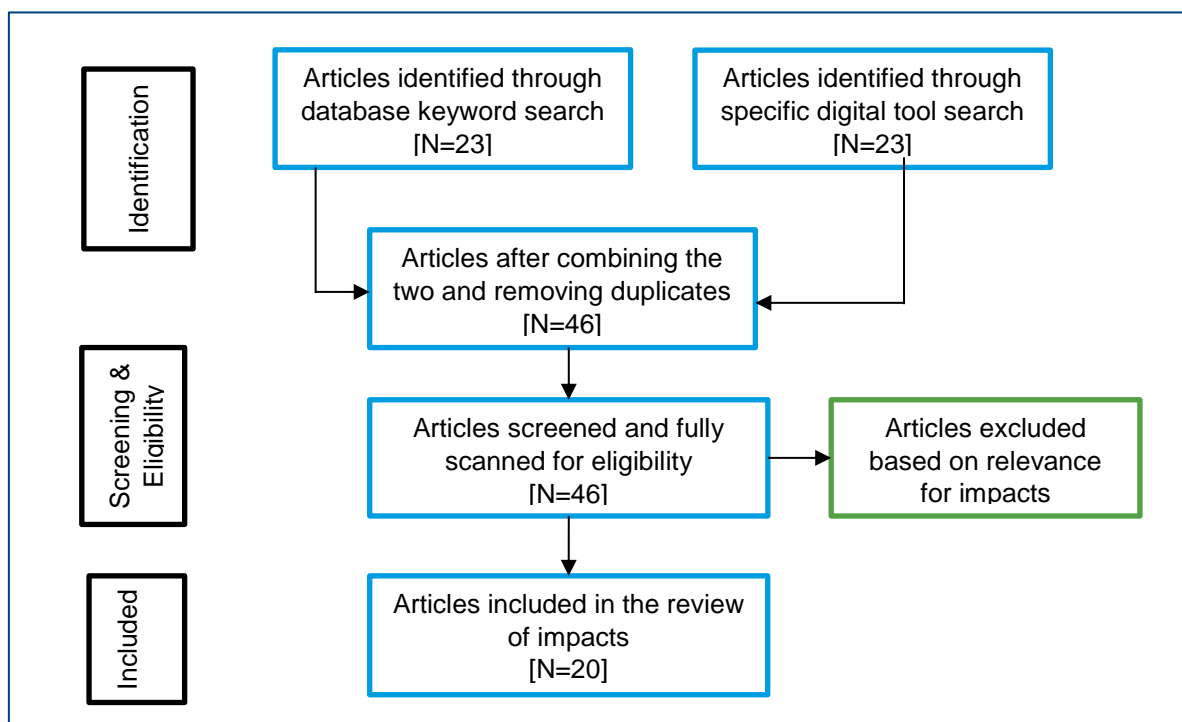 Identification
Articles identified through
database keyword search
[N=23]
Articles identified through
specific digital tool search
[N=23]
Articles after combining the
two and removing duplicates
[N=46]
Screening &
Eligibility
Articles screened and fully
scanned for eligibility
[N=46]
Articles excluded
based on relevance
for impacts
Included
Articles included in the review
of impacts
[N=20]